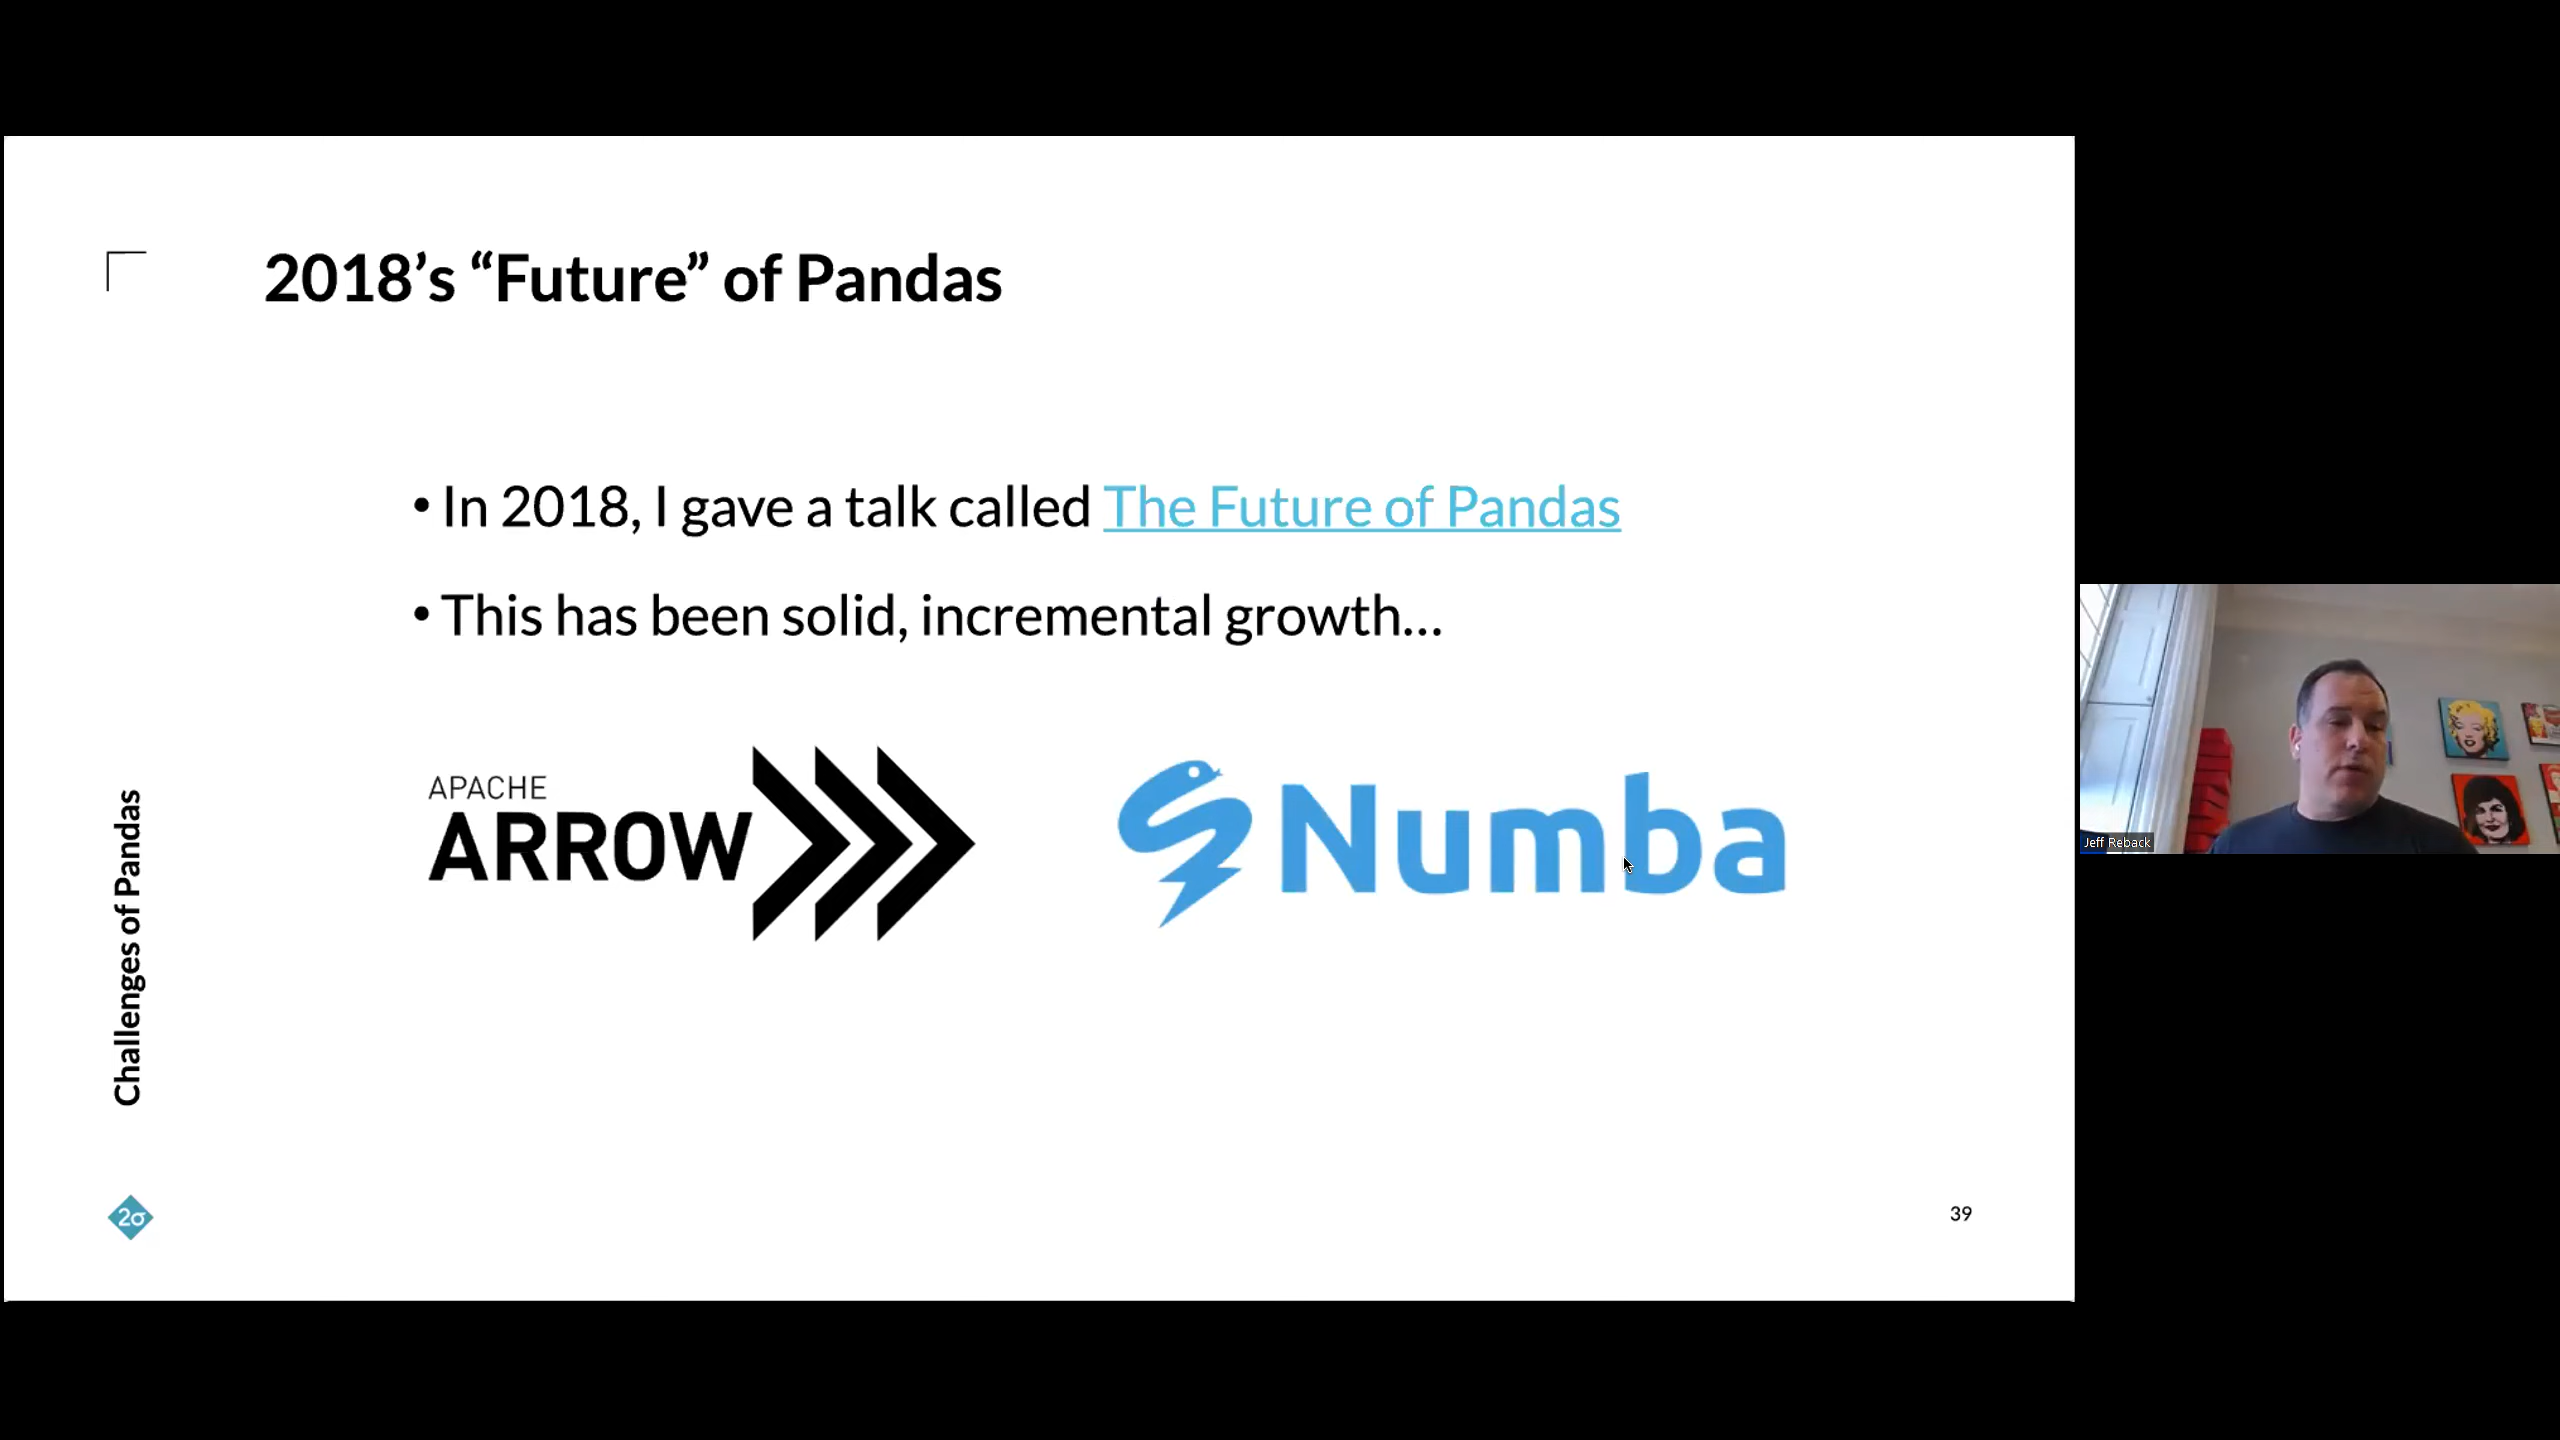 2018’s “Future” of Pandas
• In 2018, I gave a talk called The Future of Pandas
• This has been solid, incremental growth...
APACHE
ARROW
Numba
Challenges of Pandas
2σ
39
Jeff Reback